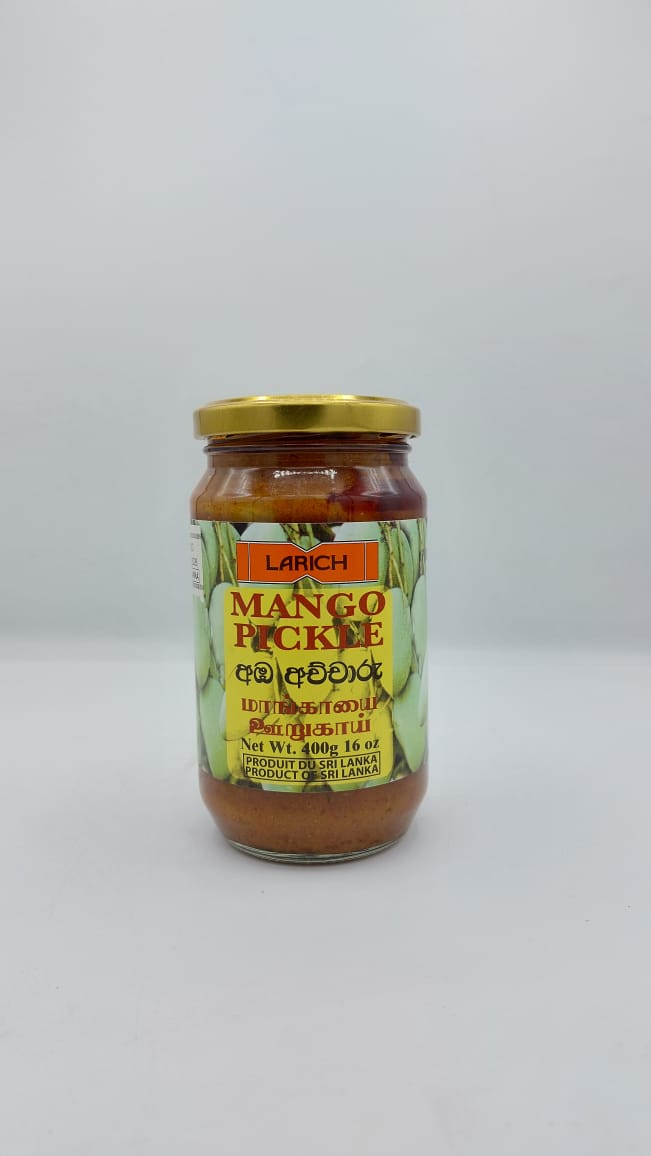 LARICH
MANGO
PICKLE
අඹ අච්චාරු
மாங்காயை
ஊறுகாய்
Net Wt. 400g 16 oz
PRODUIT DU SRI LANKA
PRODUCT OF SRI LANKA